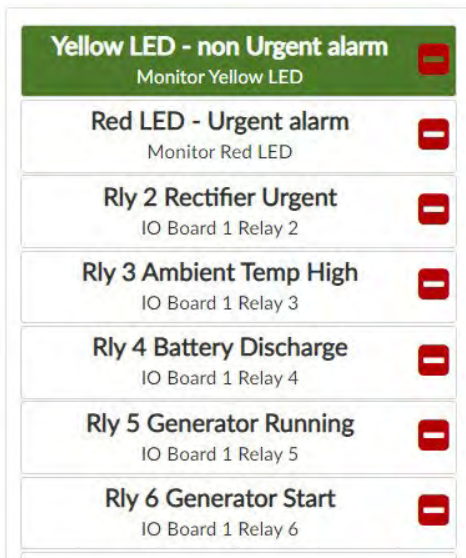 Yellow LED - non Urgent alarm
Monitor Yellow LED
Red LED - Urgent alarm
Monitor Red LED
Rly 2 Rectifier Urgent
IO Board 1 Relay 2
Rly 3 Ambient Temp High
IO Board 1 Relay 3
Rly 4 Battery Discharge
IO Board 1 Relay 4
Rly 5 Generator Running
IO Board 1 Relay 5
Rly 6 Generator Start
IO Board 1 Relay 6